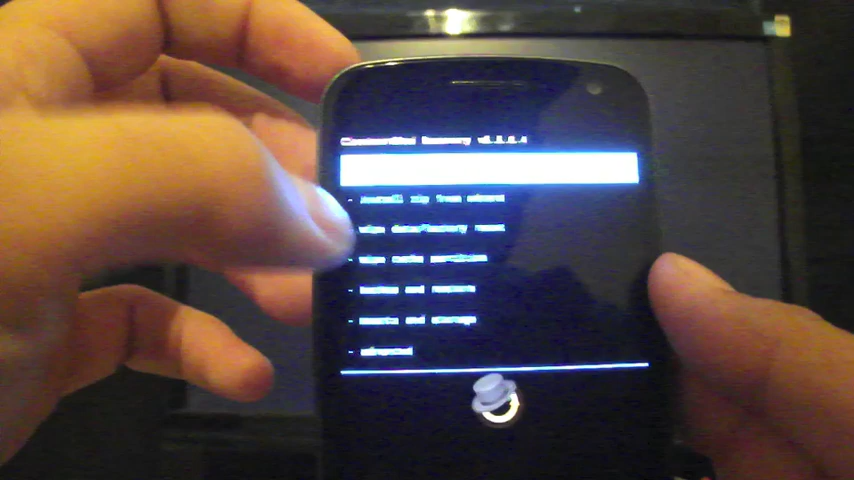 Recovery
- install zip from sdcard
- wipe data/factory reset
- wipe cache partition
- backup and restore
- mounts and storage
- advanced